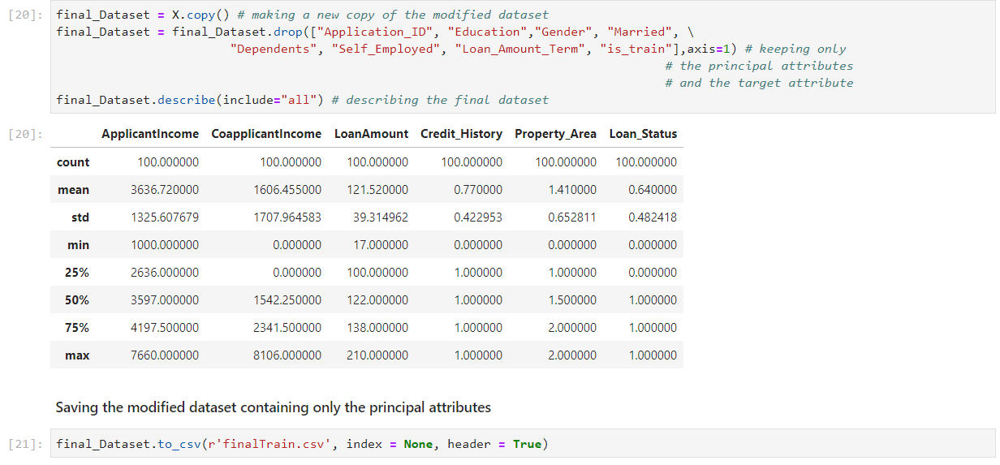 [20]: final_Dataset = X.copy() # making a new copy of the modified dataset
final_Dataset = final_Dataset.drop(["Application_ID", "Education","Gender", "Married", \
"Dependents", "Self_Employed", "Loan_Amount_Term", "is_train"],axis=1) # keeping only
# the principal attributes
# and the target attribute
final_Dataset.describe(include="all") # describing the final dataset
[20]: ApplicantIncome CoapplicantIncome LoanAmount Credit_History Property_Area Loan_Status
count 100.000000 100.000000 100.000000 100.000000 100.000000 100.000000
mean 3636.720000 1606.455000 121.520000 0.770000 1.410000 0.640000
std 1325.607679 1707.964583 39.314962 0.422953 0.652811 0.482418
min 1000.000000 0.000000 17.000000 0.000000 0.000000 0.000000
25% 2636.000000 0.000000 100.000000 1.000000 1.000000 0.000000
50% 3597.000000 1542.250000 122.000000 1.000000 1.500000 1.000000
75% 4197.500000 2341.500000 138.000000 1.000000 2.000000 1.000000
max 7660.000000 8106.000000 210.000000 1.000000 2.000000 1.000000
Saving the modified dataset containing only the principal attributes
[21]: final_Dataset.to_csv(r'finalTrain.csv', index = None, header = True)